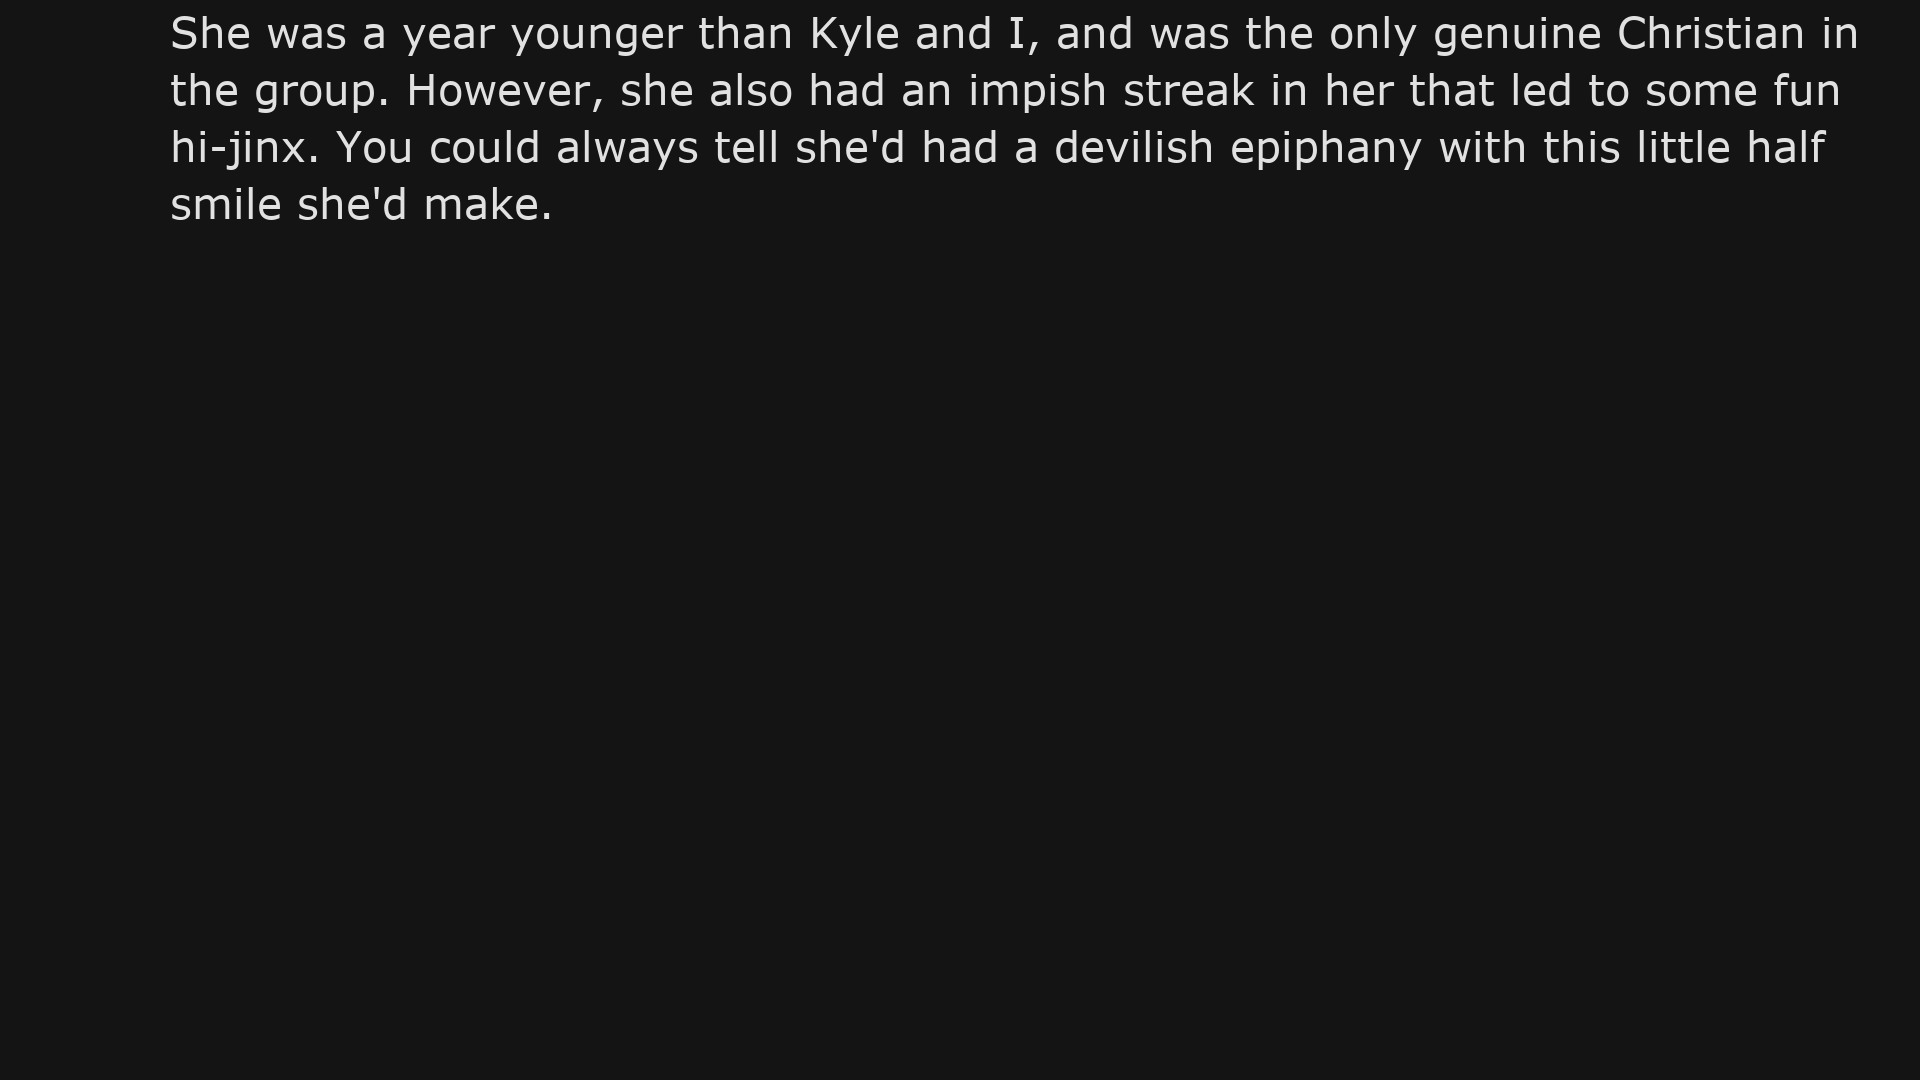 She was a year younger than Kyle and I, and was the only genuine Christian in
the group. However, she also had an impish streak in her that led to some fun
hi-jinx. You could always tell she'd had a devilish epiphany with this little half
smile she'd make.